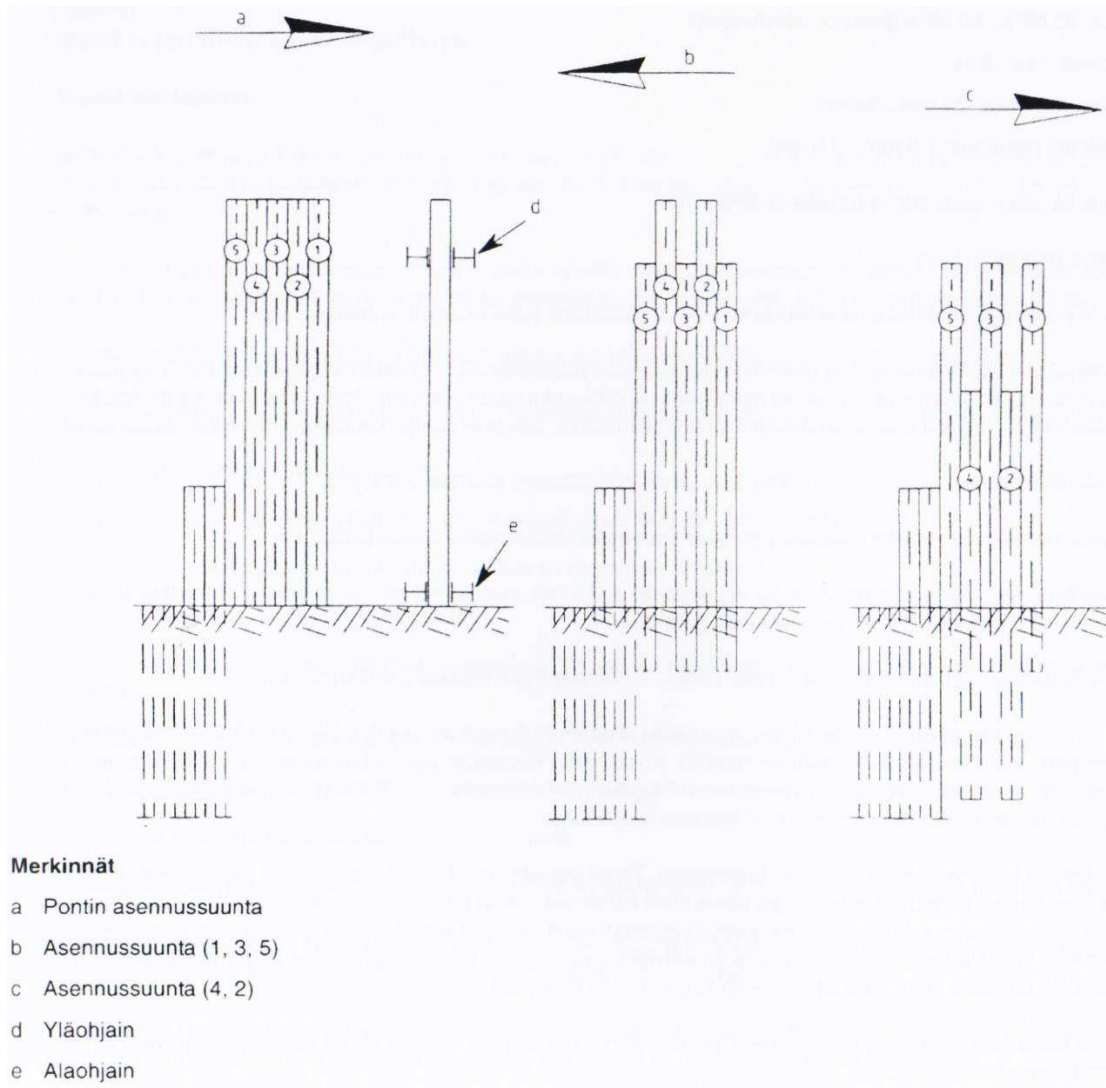 a
b
c
d
5 3 1
4 2
e
4 2
5 3 1
5 3 1
4 2
Merkinnät
a Pontin asennussuunta
b Asennussuunta (1, 3, 5)
c Asennussuunta (4, 2)
d Yläohjain
e Alaohjain